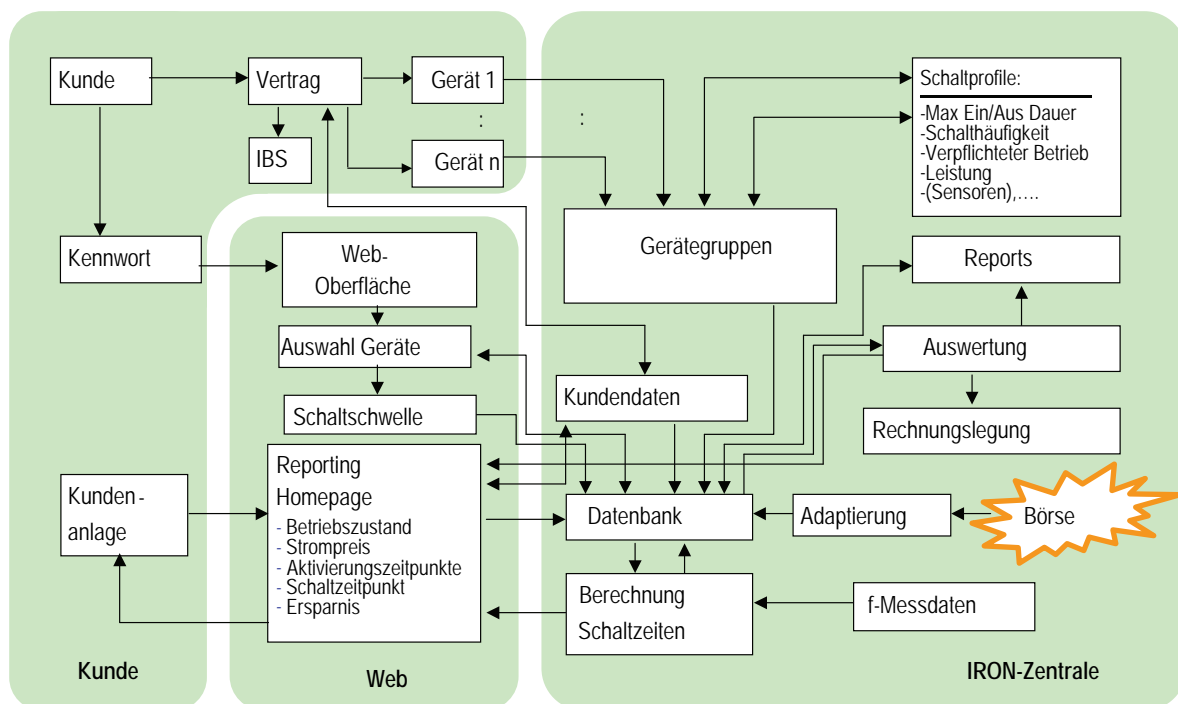 Kunde
Vertrag
Gerät 1
:
:
IBS
Gerät n
Schaltprofile:
-Max Ein/Aus Dauer
-Schalthäufigkeit
-Verpflichteter Betrieb
-Leistung
-(Sensoren),....
Kennwort
Web-
Oberfläche
Gerätegruppen
Reports
Auswahl Geräte
Auswertung
Schaltschwelle
Kundendaten
Rechnungslegung
Reporting
Homepage
- Betriebszustand
- Strompreis
- Aktivierungszeitpunkte
- Schaltzeitpunkt
- Ersparnis
Kunden-
anlage
Datenbank
Adaptierung
Börse
Berechnung
Schaltzeiten
f-Messdaten
Kunde
Web
IRON-Zentrale